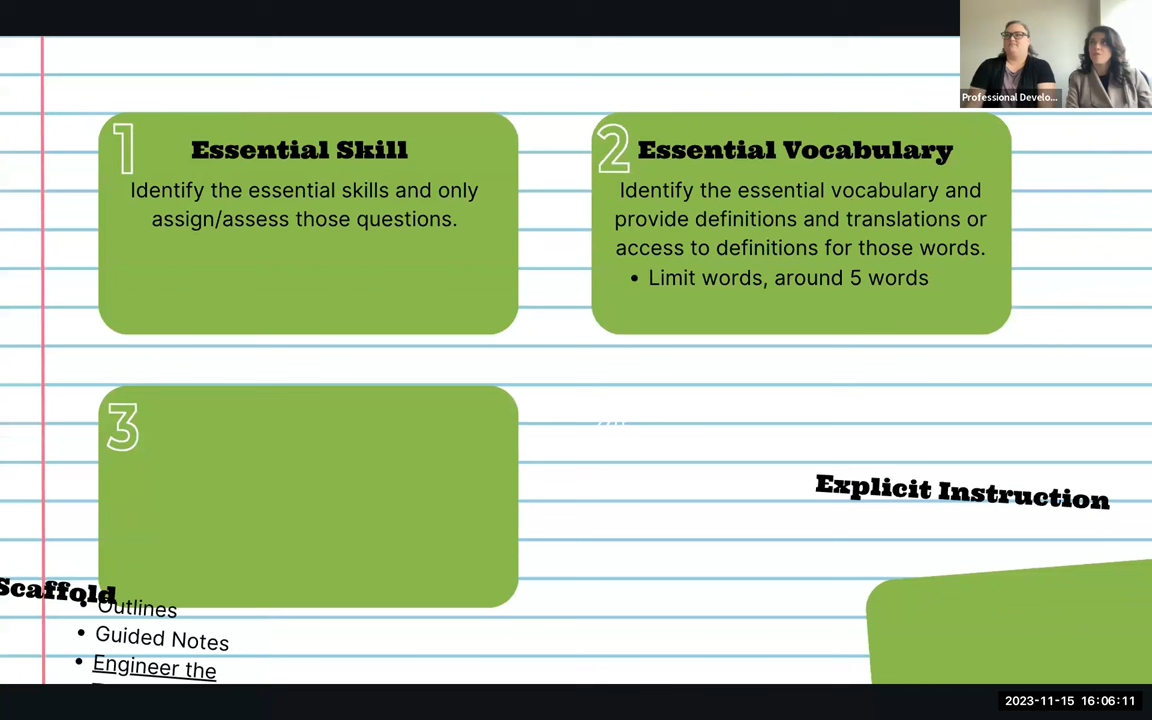 Professional Develo...
1
Essential Skill
Identify the essential skills and only
assign/assess those questions.
2
Essential Vocabulary
Identify the essential vocabulary and
provide definitions and translations or
access to definitions for those words.
• Limit words, around 5 words
3
Explicit Instruction
Scaffold
• Outlines
• Guided Notes
• Engineer the
2023-11-15 16:06:11